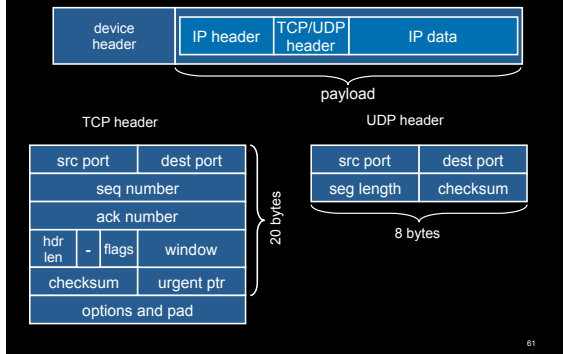 device
header
IP header
TCP/UDP
header
IP data
payload
TCP header
UDP header
src port
dest port
seq number
ack number
hdr
len
-
flags
window
checksum
urgent ptr
options and pad
20 bytes
src port
dest port
seg length
checksum
8 bytes
61